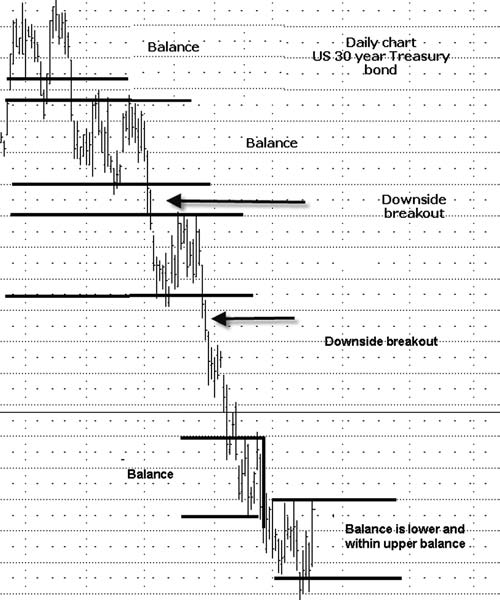 Balance
Daily chart
US 30 year Treasury
bond
Balance
Downside
breakout
Downside breakout
Balance
Balance is lower and
within upper balance